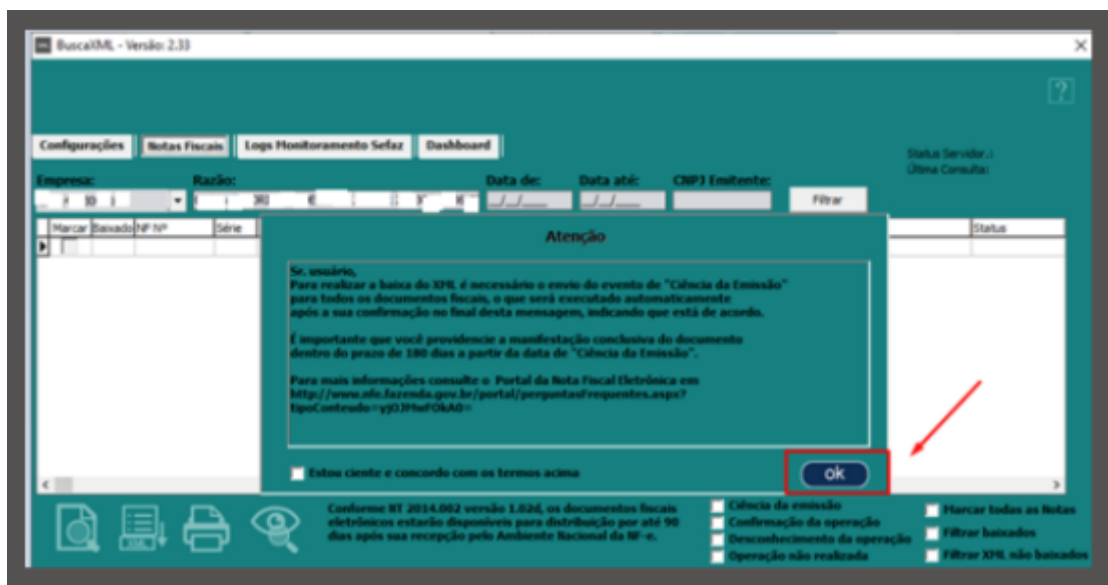 BuscaXML - Versão: 2.33
Configurações Notas Fiscais Logs Monitoramento Sefaz Dashboard
Status Servidor.:
Última Consulta:
Empresa: Razão: Data de: Data até: CNPJ Emitente:
Filtrar
Marcar Baixado NF Nº Série Status
Atenção
Sr. usuário,
Para realizar a baixa do XML é necessário o envio do evento de "Ciência da Emissão"
para todos os documentos fiscais, o que será executado automaticamente
após a sua confirmação no final desta mensagem, indicando que está de acordo.
É importante que você providencie a manifestação conclusiva do documento
dentro do prazo de 180 dias a partir da data de "Ciência da Emissão".
Para mais informações consulte o Portal da Nota Fiscal Eletrônica em
http://www.nfe.fazenda.gov.br/portal/perguntasFrequentes.aspx?
Estou ciente e concordo com os termos acima
ok
Conforme NT 2014.002 versão 1.02d, os documentos fiscais
eletrônicos estarão disponíveis para distribuição por até 90
dias após sua recepção pelo Ambiente Nacional da NF-e.
Ciência da emissão
Confirmação da operação
Desconhecimento da operação
Operação não realizada
Marcar todas as Notas
Filtrar baixados
Filtrar XML não baixados